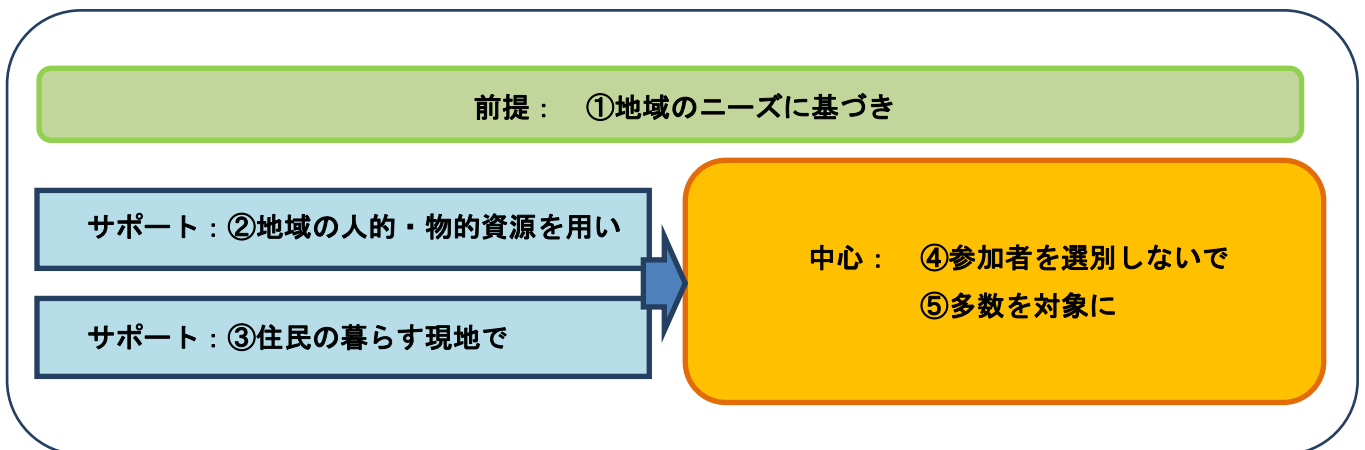 前提：　①地域のニーズに基づき
サポート：②地域の人的・物的資源を用い
サポート：③住民の暮らす現地で
中心：　④参加者を選別しないで
⑤多数を対象に